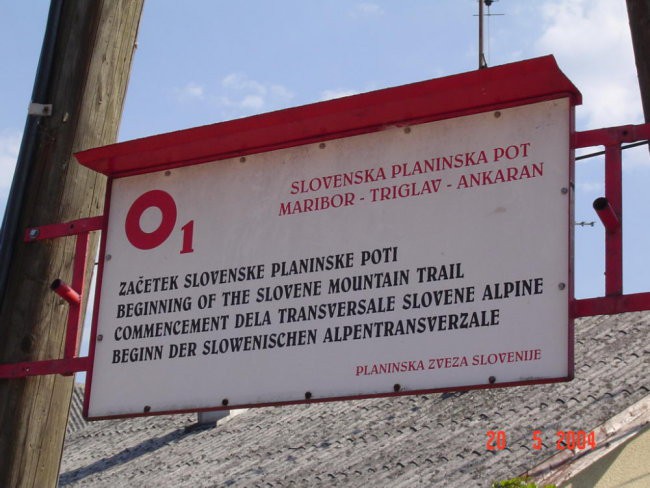 SLOVENSKA PLANINSKA POT
MARIBOR - TRIGLAV - ANKARAN
1
ZAČETEK SLOVENSKE PLANINSKE POTI
BEGINNING OF THE SLOVENE MOUNTAIN TRAIL
COMMENCEMENT DELA TRANSVERSALE SLOVENE ALPINE
BEGINN DER SLOWENISCHEN ALPENTRANSVERZALE
PLANINSKA ZVEZA SLOVENIJE
20 5 2004